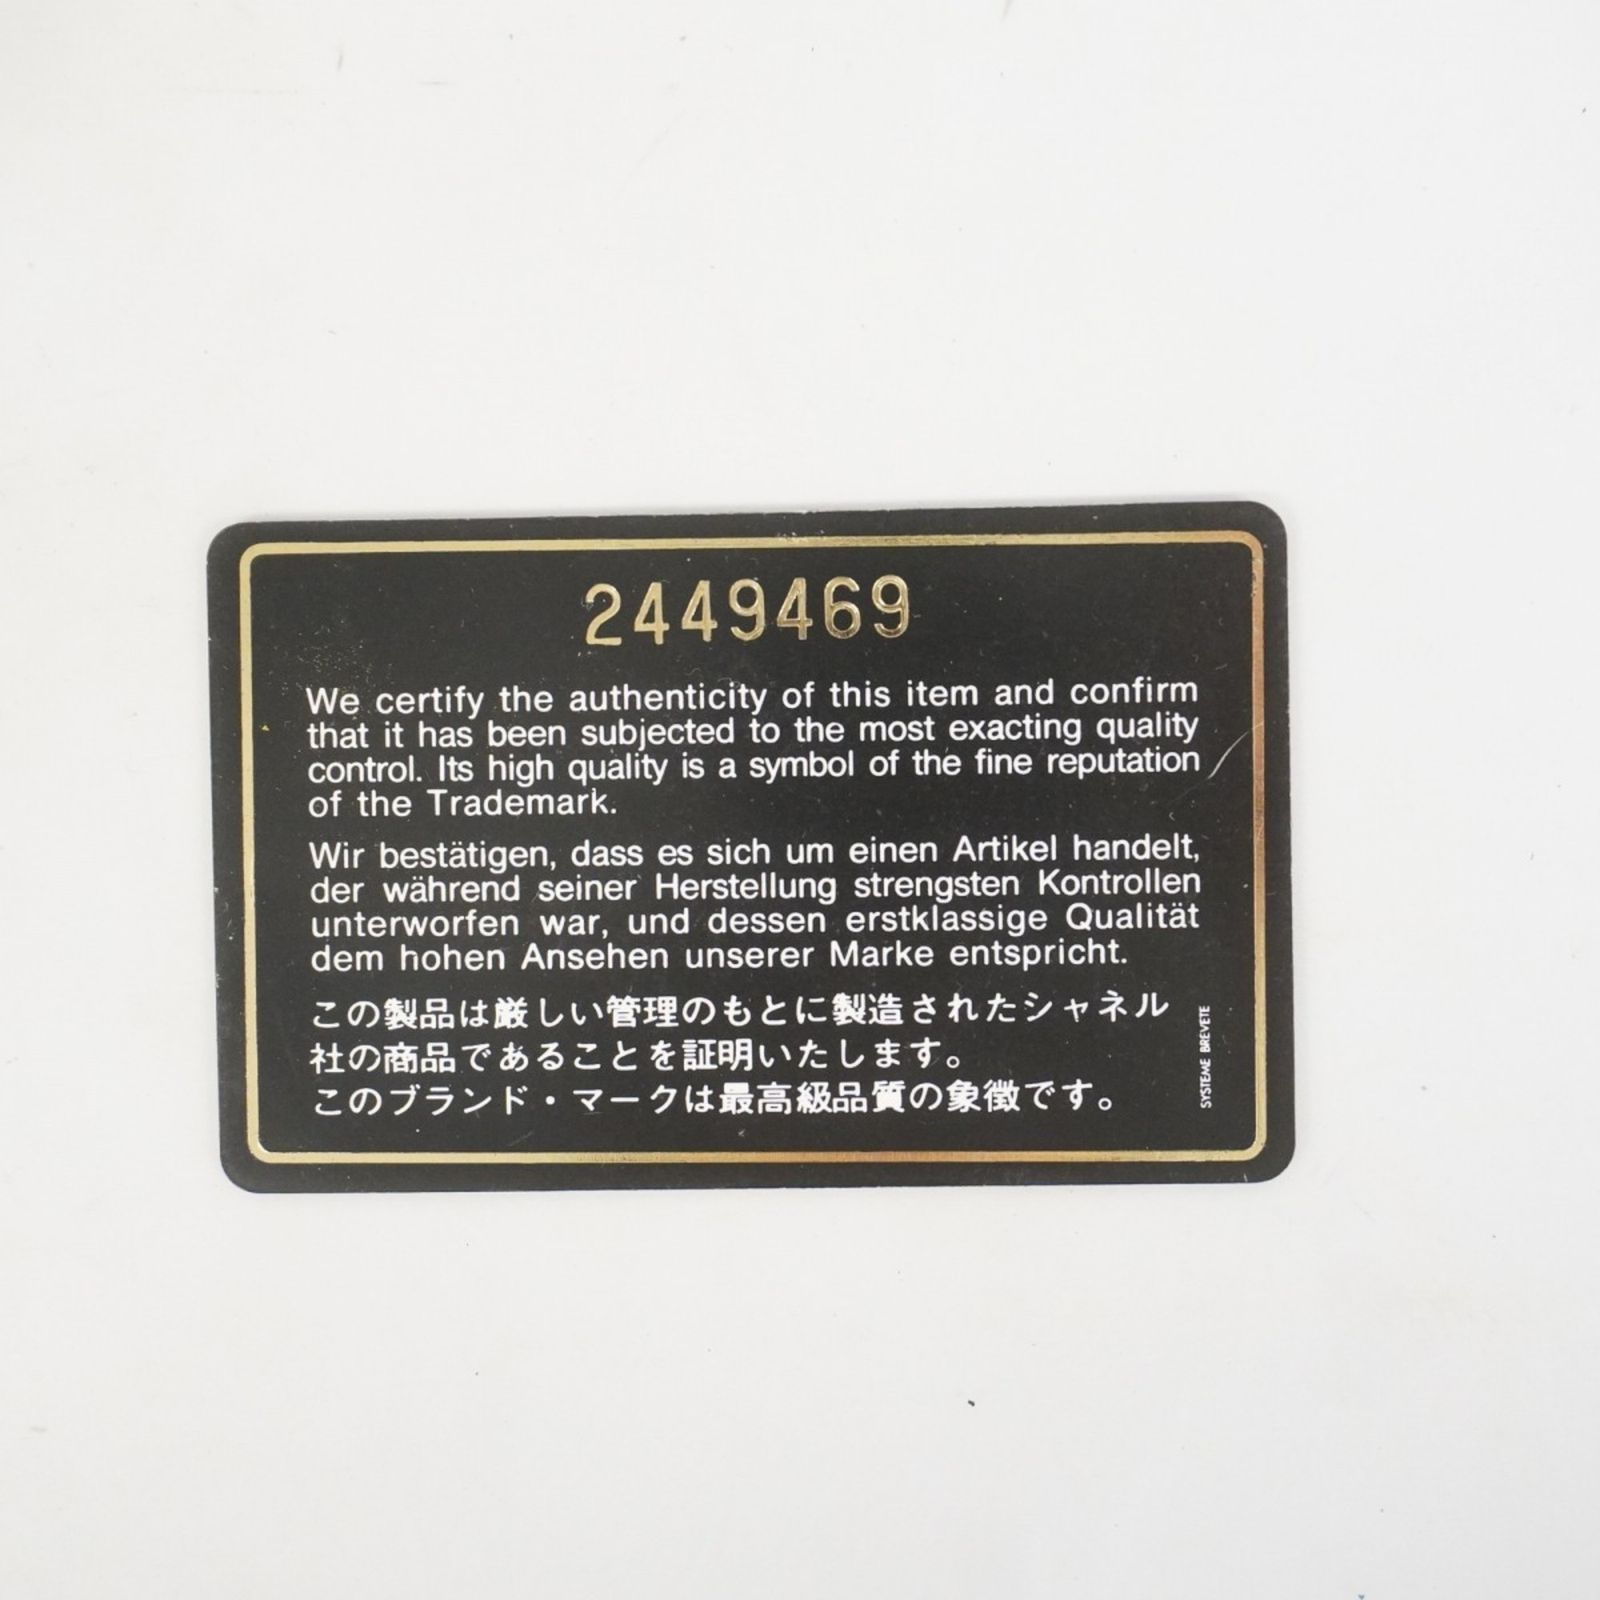 2449469
We certify the authenticity of this item and confirm
that it has been subjected to the most exacting quality
control. Its high quality is a symbol of the fine reputation
of the Trademark.
Wir bestätigen, dass es sich um einen Artikel handelt,
der während seiner Herstellung strengsten Kontrollen
unterworfen war, und dessen erstklassige Qualität
dem hohen Ansehen unserer Marke entspricht.
この製品は厳しい管理のもとに製造されたシャネル
社の商品であることを証明いたします。
このブランド・マークは最高級品質の象徴です。
SYSTEME BREVETE